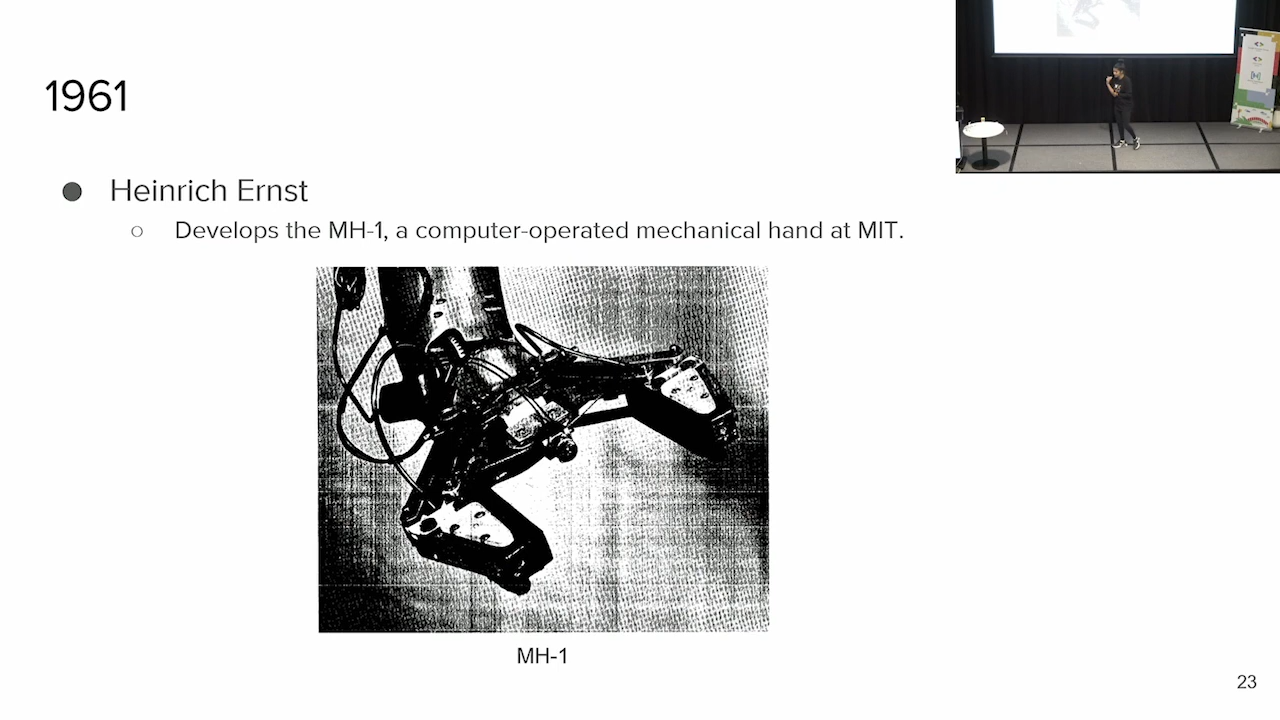 1961
● Heinrich Ernst
○ Develops the MH-1, a computer-operated mechanical hand at MIT.
MH-1
23